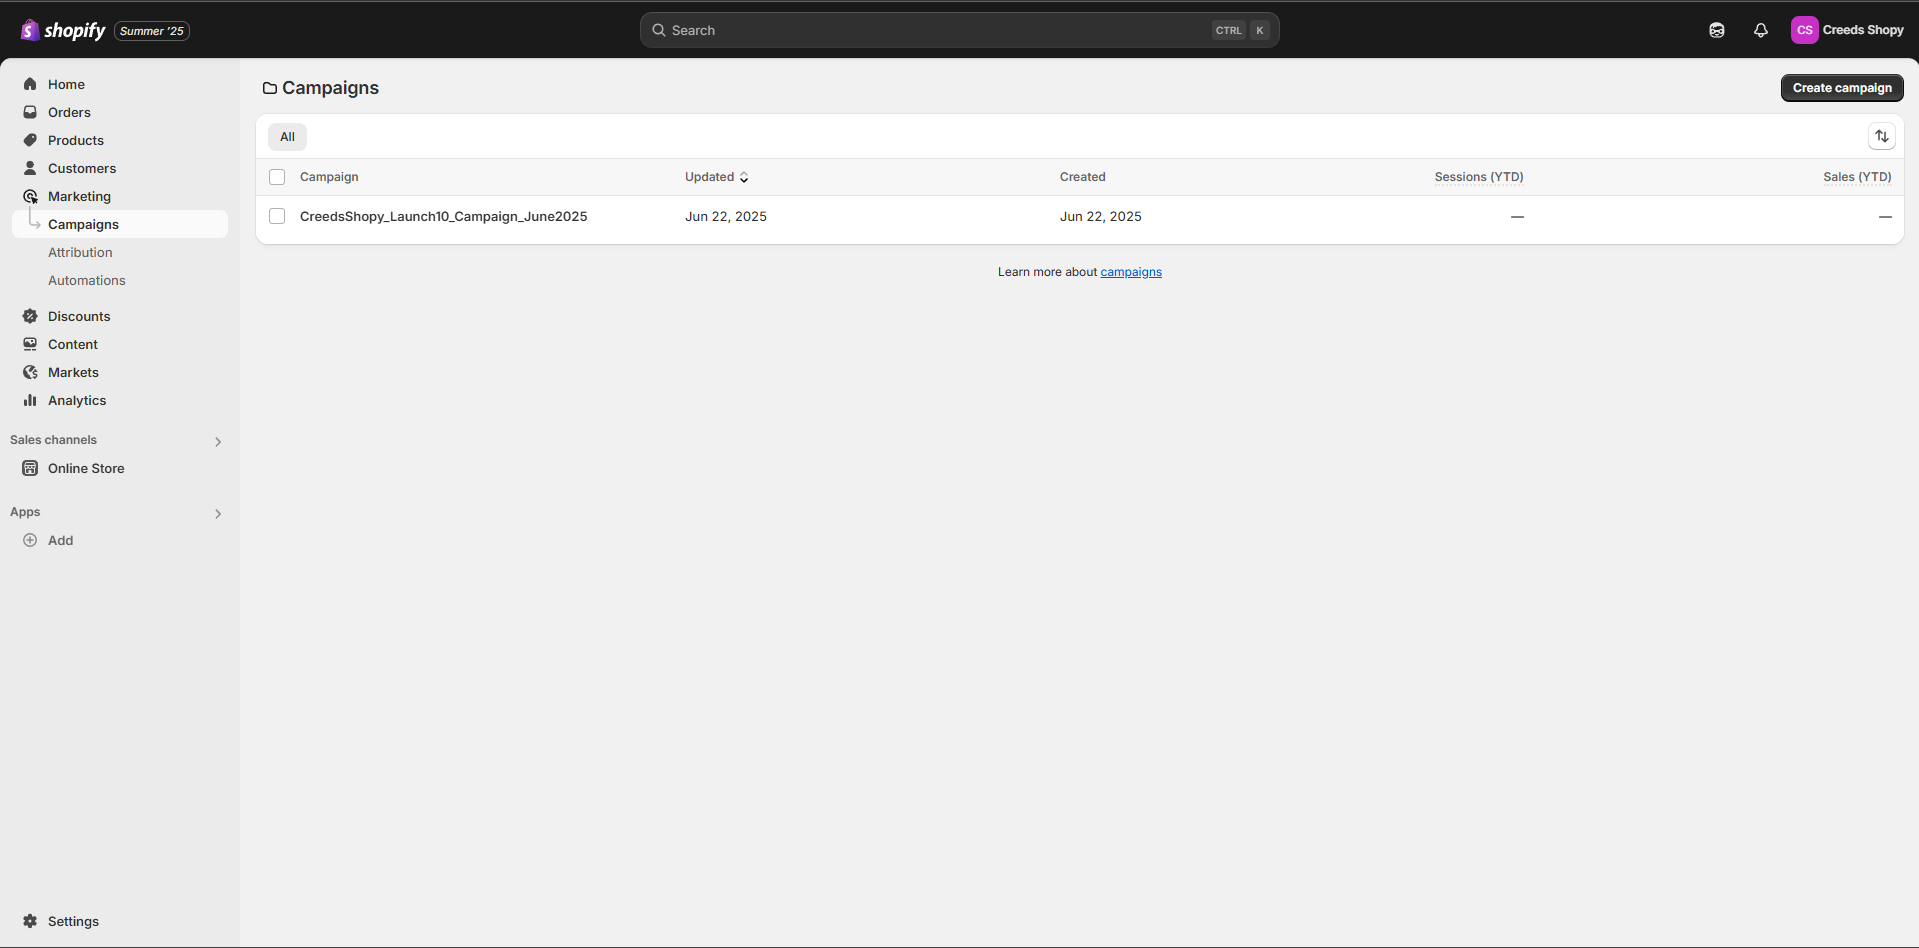 shopify Summer '25
Search
CTRL K
CS Creeds Shopy
Home
Orders
Products
Customers
Marketing
Campaigns
Attribution
Automations
Discounts
Content
Markets
Analytics
Sales channels
Online Store
Apps
Add
Settings
Campaigns
Create campaign
All
Campaign Updated Created Sessions (YTD) Sales (YTD)
CreedsShopy_Launch10_Campaign_June2025 Jun 22, 2025 Jun 22, 2025 — —
Learn more about campaigns